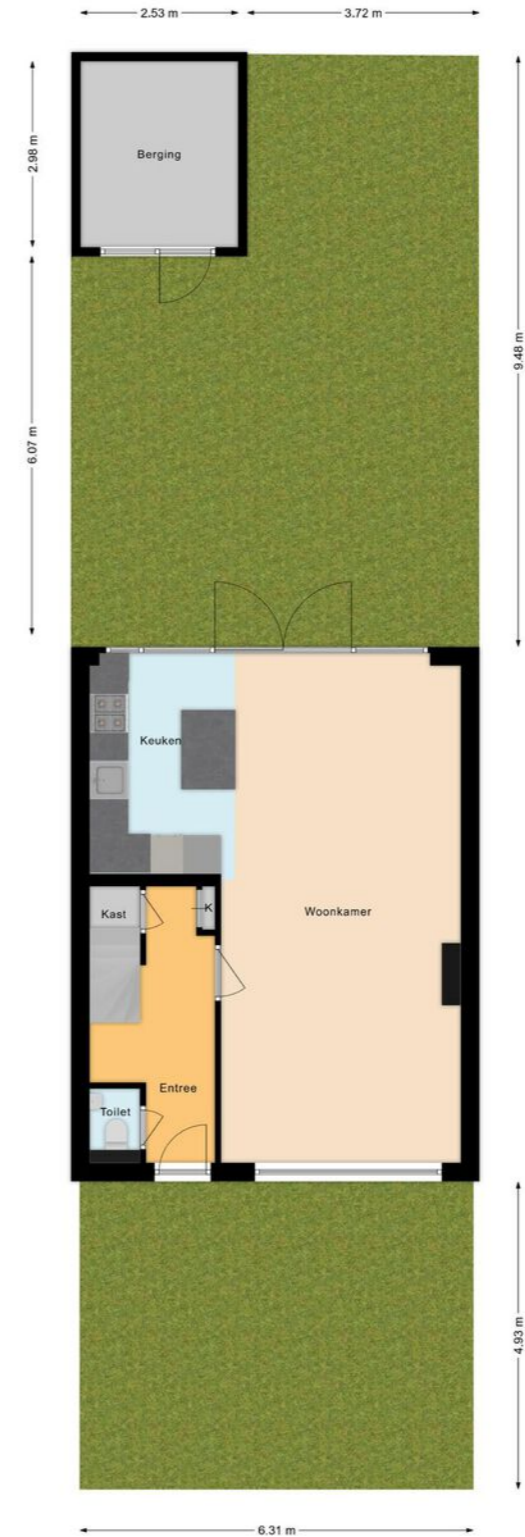 2.53 m
3.72 m
2.98 m
Berging
9.48 m
6.07 m
Keuken
Kast
K
Woonkamer
Entree
Toilet
4.93 m
6.31 m